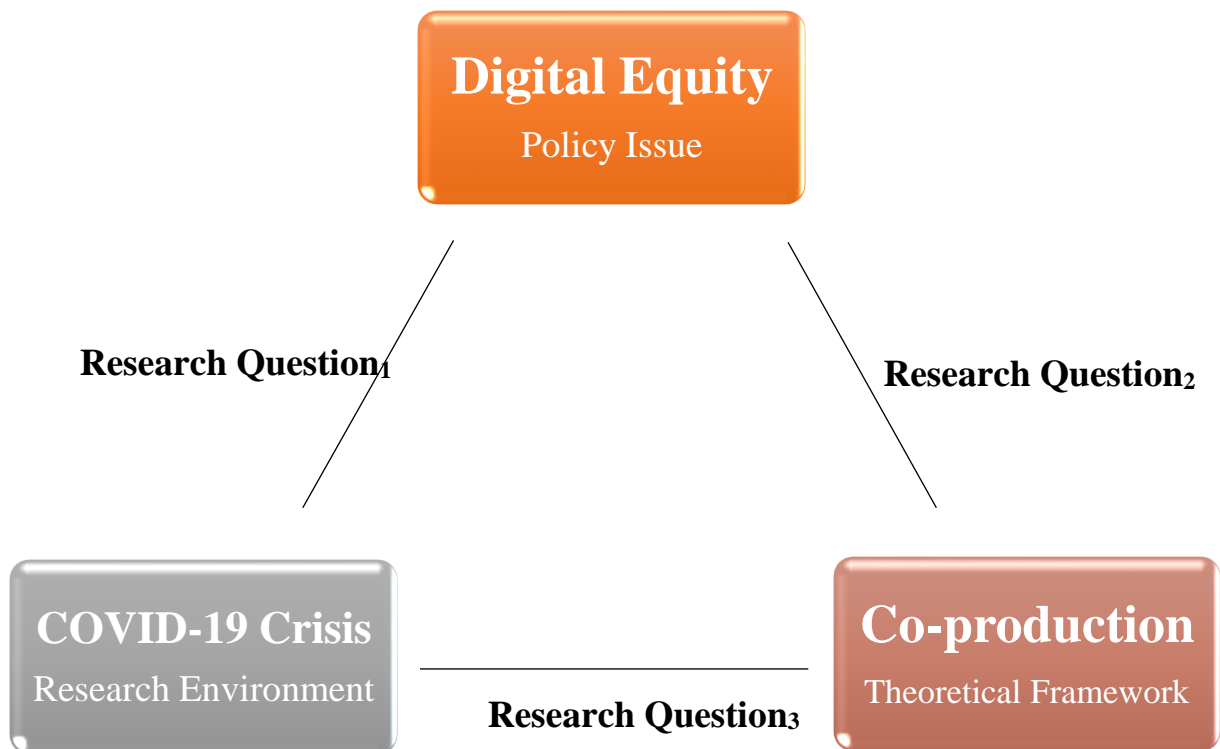 Digital Equity
Policy Issue
Research Question₁
Research Question₂
COVID-19 Crisis
Research Environment
Co-production
Theoretical Framework
Research Question₃